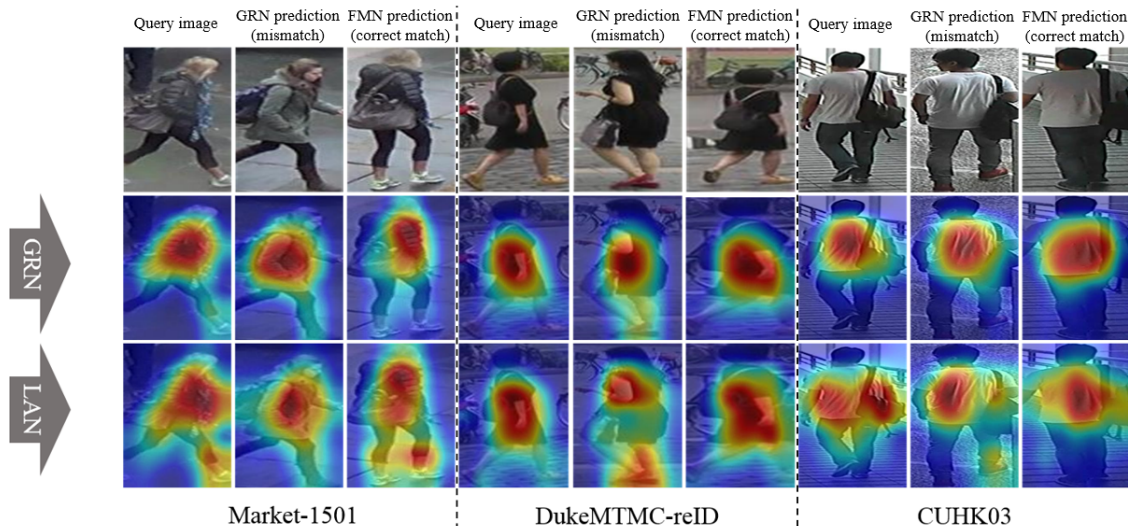 Query image
GRN prediction
(mismatch)
FMN prediction
(correct match)
Query image
GRN prediction
(mismatch)
FMN prediction
(correct match)
Query image
GRN prediction
(mismatch)
FMN prediction
(correct match)
GRN
LAN
Market-1501
DukeMTMC-reID
CUHK03